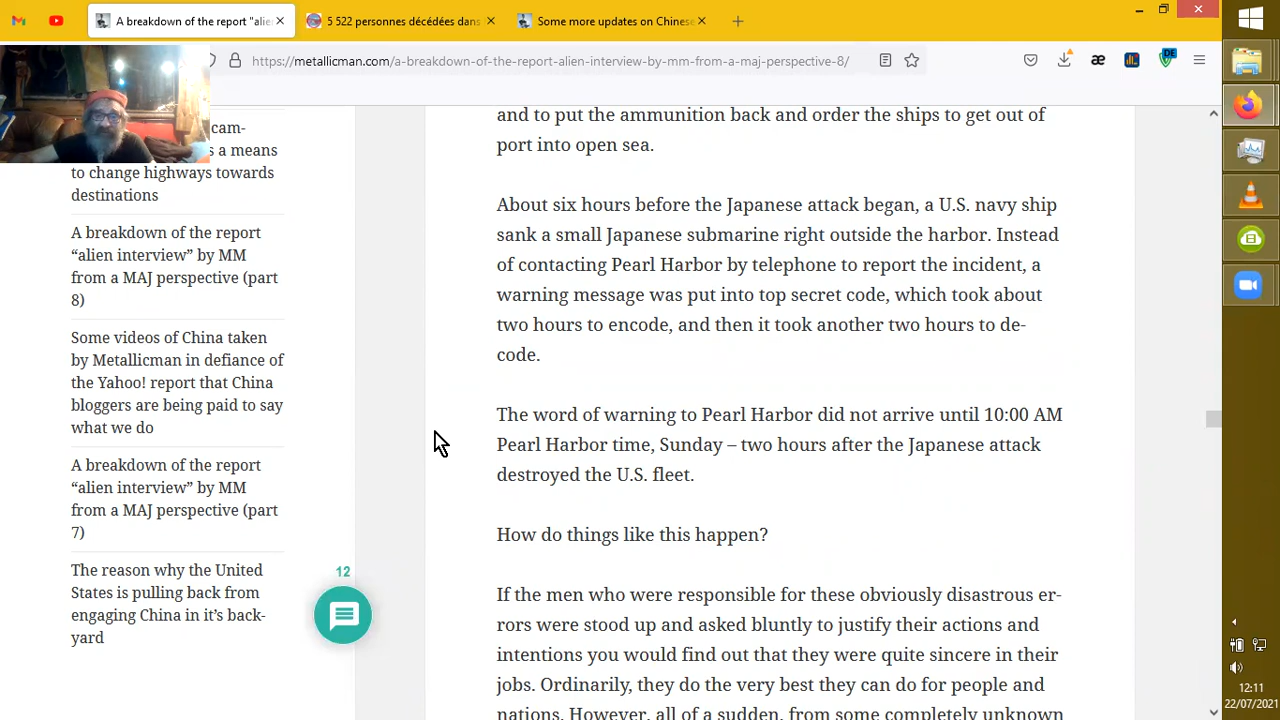 A breakdown of the report "alie
5 522 personnes décédées dans
Some more updates on Chinese
https://metallicman.com/a-breakdown-of-the-report-alien-interview-by-mm-from-a-maj-perspective-8/
æ
DE
cam-
s a means
to change highways towards
destinations
A breakdown of the report
“alien interview” by MM
from a MAJ perspective (part
8)
Some videos of China taken
by Metallicman in defiance of
the Yahoo! report that China
bloggers are being paid to say
what we do
A breakdown of the report
“alien interview” by MM
from a MAJ perspective (part
7)
The reason why the United
States is pulling back from
engaging China in it’s back-
yard
12
and to put the ammunition back and order the ships to get out of
port into open sea.
About six hours before the Japanese attack began, a U.S. navy ship
sank a small Japanese submarine right outside the harbor. Instead
of contacting Pearl Harbor by telephone to report the incident, a
warning message was put into top secret code, which took about
two hours to encode, and then it took another two hours to de-
code.
The word of warning to Pearl Harbor did not arrive until 10:00 AM
Pearl Harbor time, Sunday – two hours after the Japanese attack
destroyed the U.S. fleet.
How do things like this happen?
If the men who were responsible for these obviously disastrous er-
rors were stood up and asked bluntly to justify their actions and
intentions you would find out that they were quite sincere in their
jobs. Ordinarily, they do the very best they can do for people and
nations. However, all of a sudden, from some completely unknown
12:11
22/07/2021